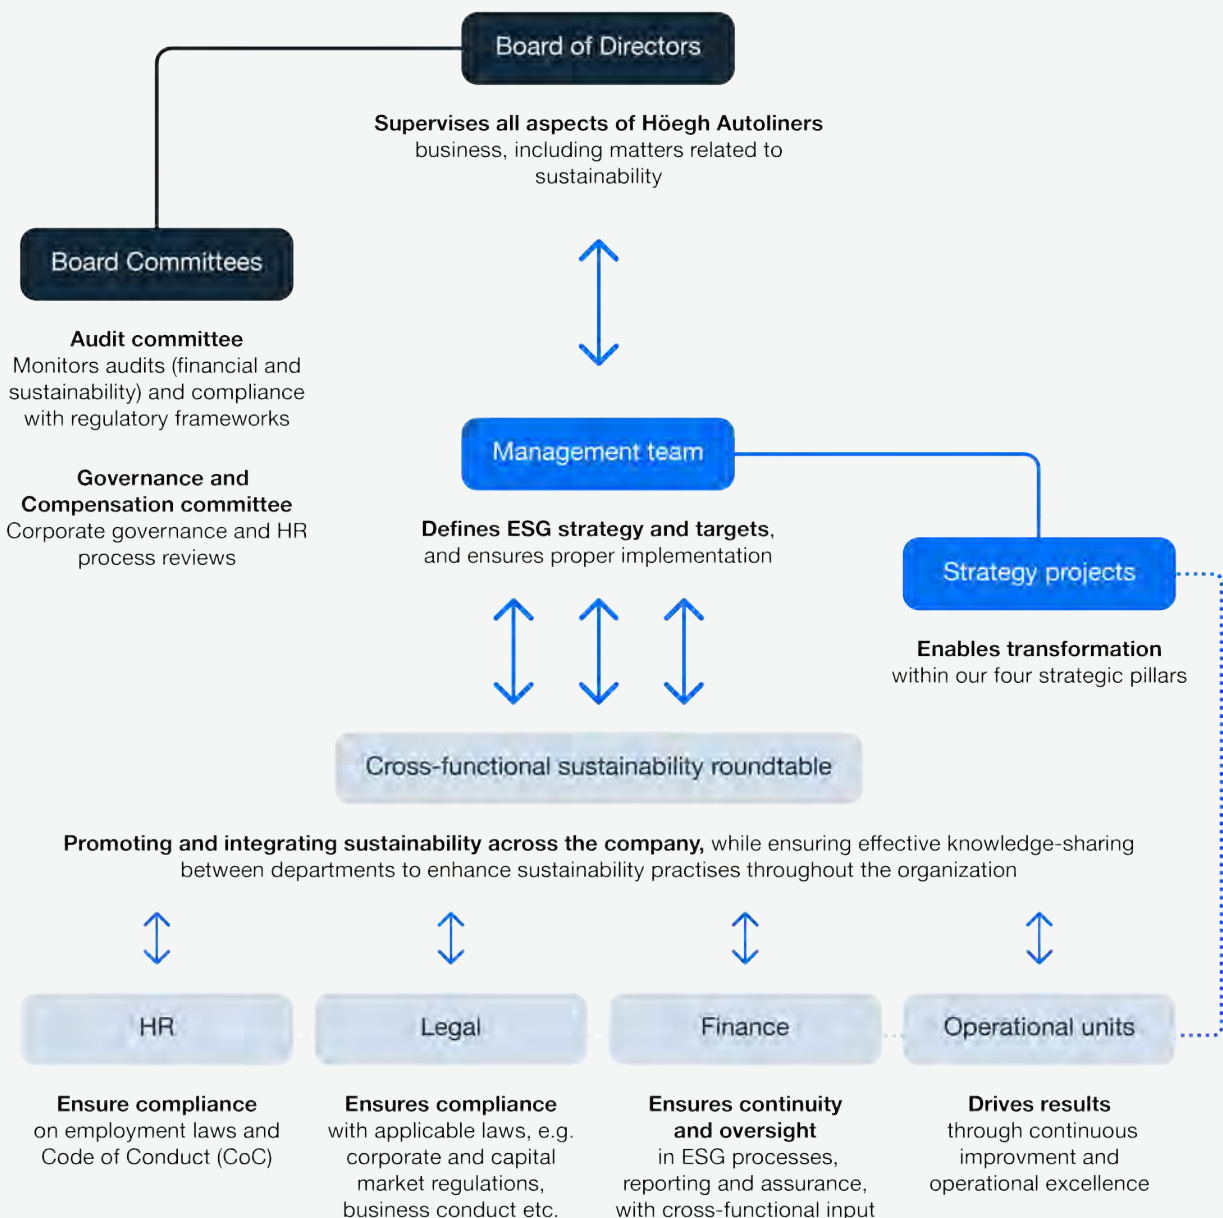 Board of Directors
Supervises all aspects of Höegh Autoliners
business, including matters related to
sustainability
Board Committees
Audit committee
Monitors audits (financial and
sustainability) and compliance
with regulatory frameworks
Governance and
Compensation committee
Corporate governance and HR
process reviews
Management team
Defines ESG strategy and targets,
and ensures proper implementation
Strategy projects
Enables transformation
within our four strategic pillars
Cross-functional sustainability roundtable
Promoting and integrating sustainability across the company, while ensuring effective knowledge-sharing
between departments to enhance sustainability practises throughout the organization
HR
Ensure compliance
on employment laws and
Code of Conduct (CoC)
Legal
Ensures compliance
with applicable laws, e.g.
corporate and capital
market regulations,
business conduct etc.
Finance
Ensures continuity
and oversight
in ESG processes,
reporting and assurance,
with cross-functional input
Operational units
Drives results
through continuous
improvment and
operational excellence